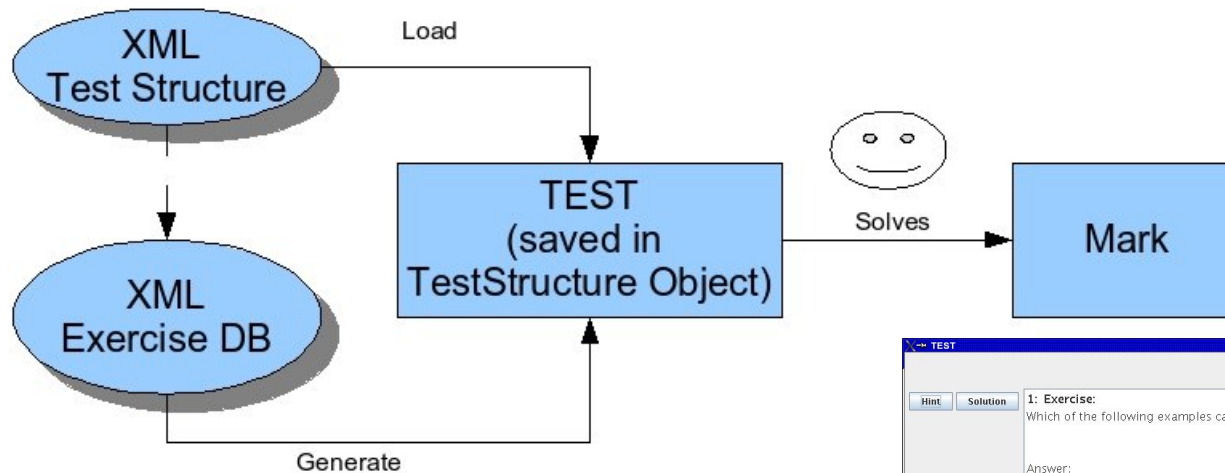 XML
Test Structure
Load
TEST
(saved in
TestStructure Object)
Solves
Mark
XML
Exercise DB
Generate
TEST
Hint
Solution
1: Exercise:
Which of the following examples
Answer: